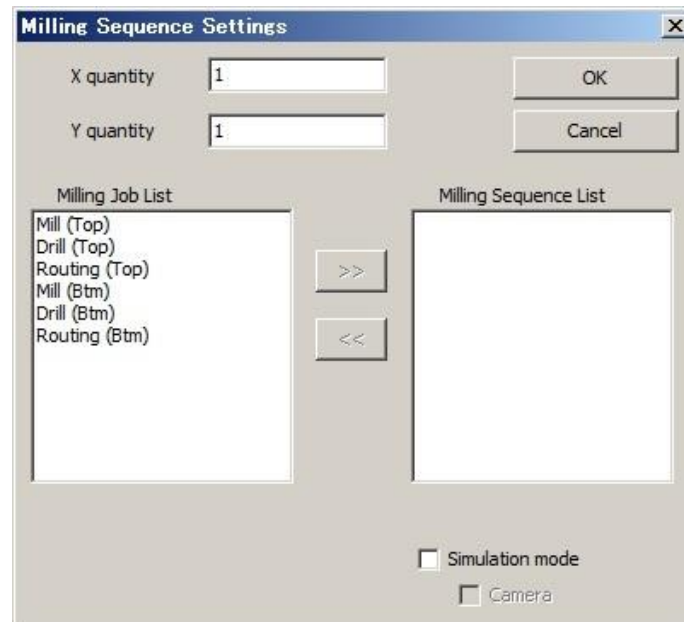 Milling Sequence Settings
X quantity 1 OK
Y quantity 1 Cancel
Milling Job List
Mill (Top)
Drill (Top)
Routing (Top)
Mill (Btm)
Drill (Btm)
Routing (Btm)
>>
<<
Milling Sequence List
Simulation mode
Camera